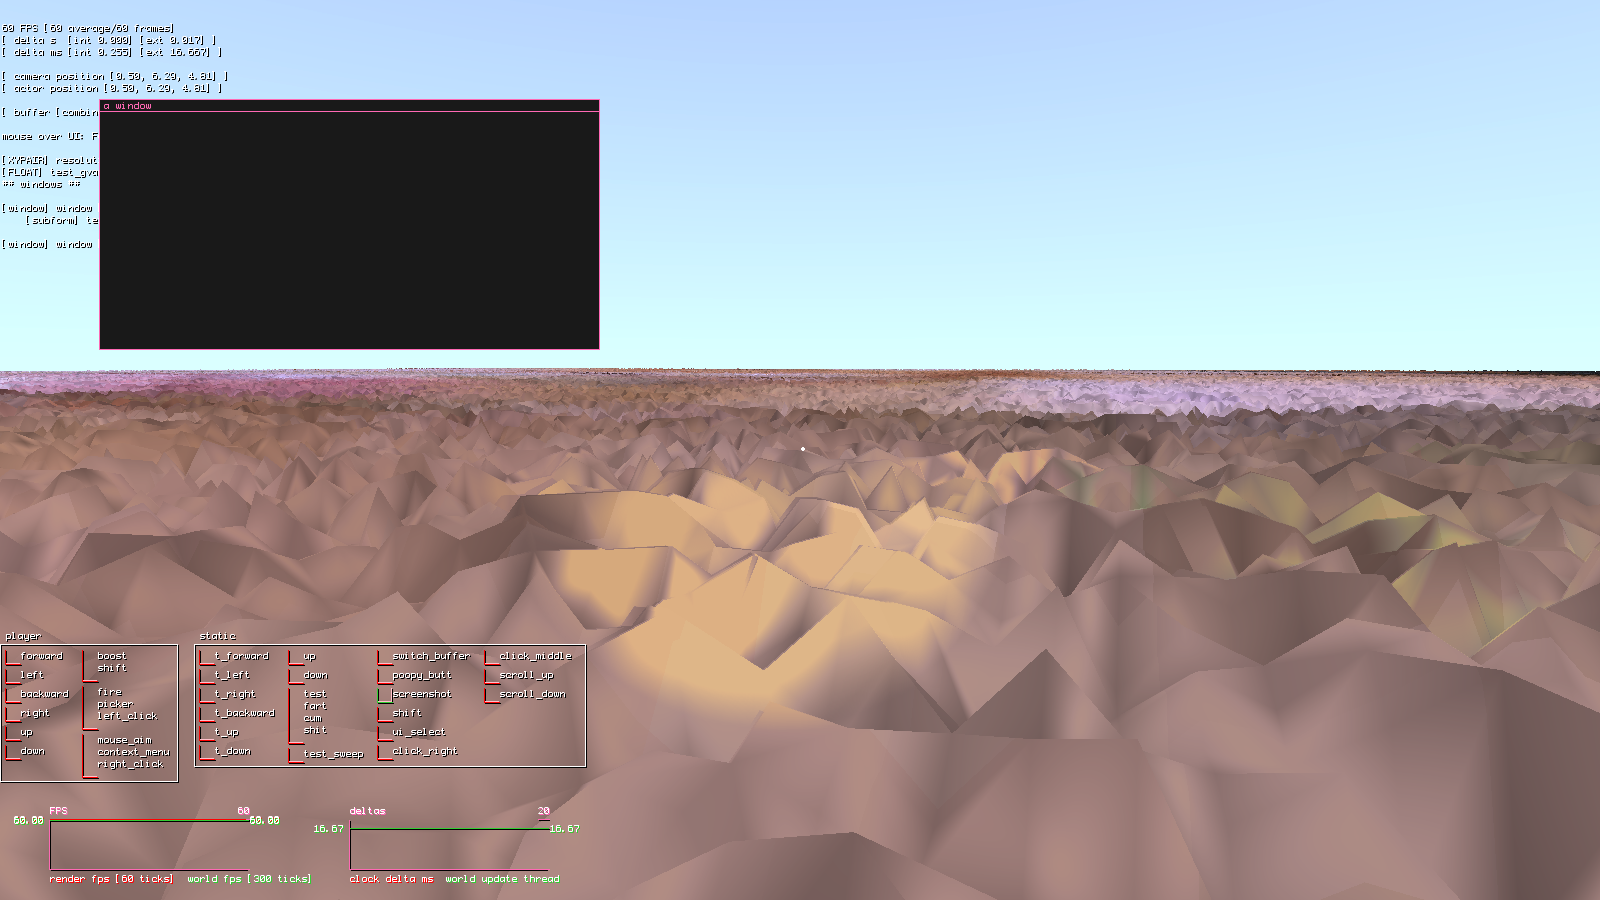 60 FPS [60 average/60 frames]
[ delta s  [int 0.000] [ext 0.017] ]
[ delta ms [int 0.255] [ext 16.667] ]
[ camera position [0.50, 6.29, 4.81] ]
[ actor position [0.50, 6.29, 4.81] ]
a window
[ buffer [combin
mouse over UI: F
[XYPAIR] resolut
[FLOAT] test_gva
## windows ##
[window] window
[subform] te
[window] window
player
forward
left
backward
right
up
down
boost
shift
fire
picker
left_click
mouse_aim
context_menu
right_click
static
t_forward
t_left
t_right
t_backward
t_up
t_down
up
down
test
fart
cum
shit
test_sweep
switch_buffer
poopy_butt
screenshot
shift
ui_select
click_right
click_middle
scroll_up
scroll_down
FPS 60
60.00 60.00
render fps [60 ticks] world fps [300 ticks]
deltas 20
16.67 16.67
clock delta ms world update thread